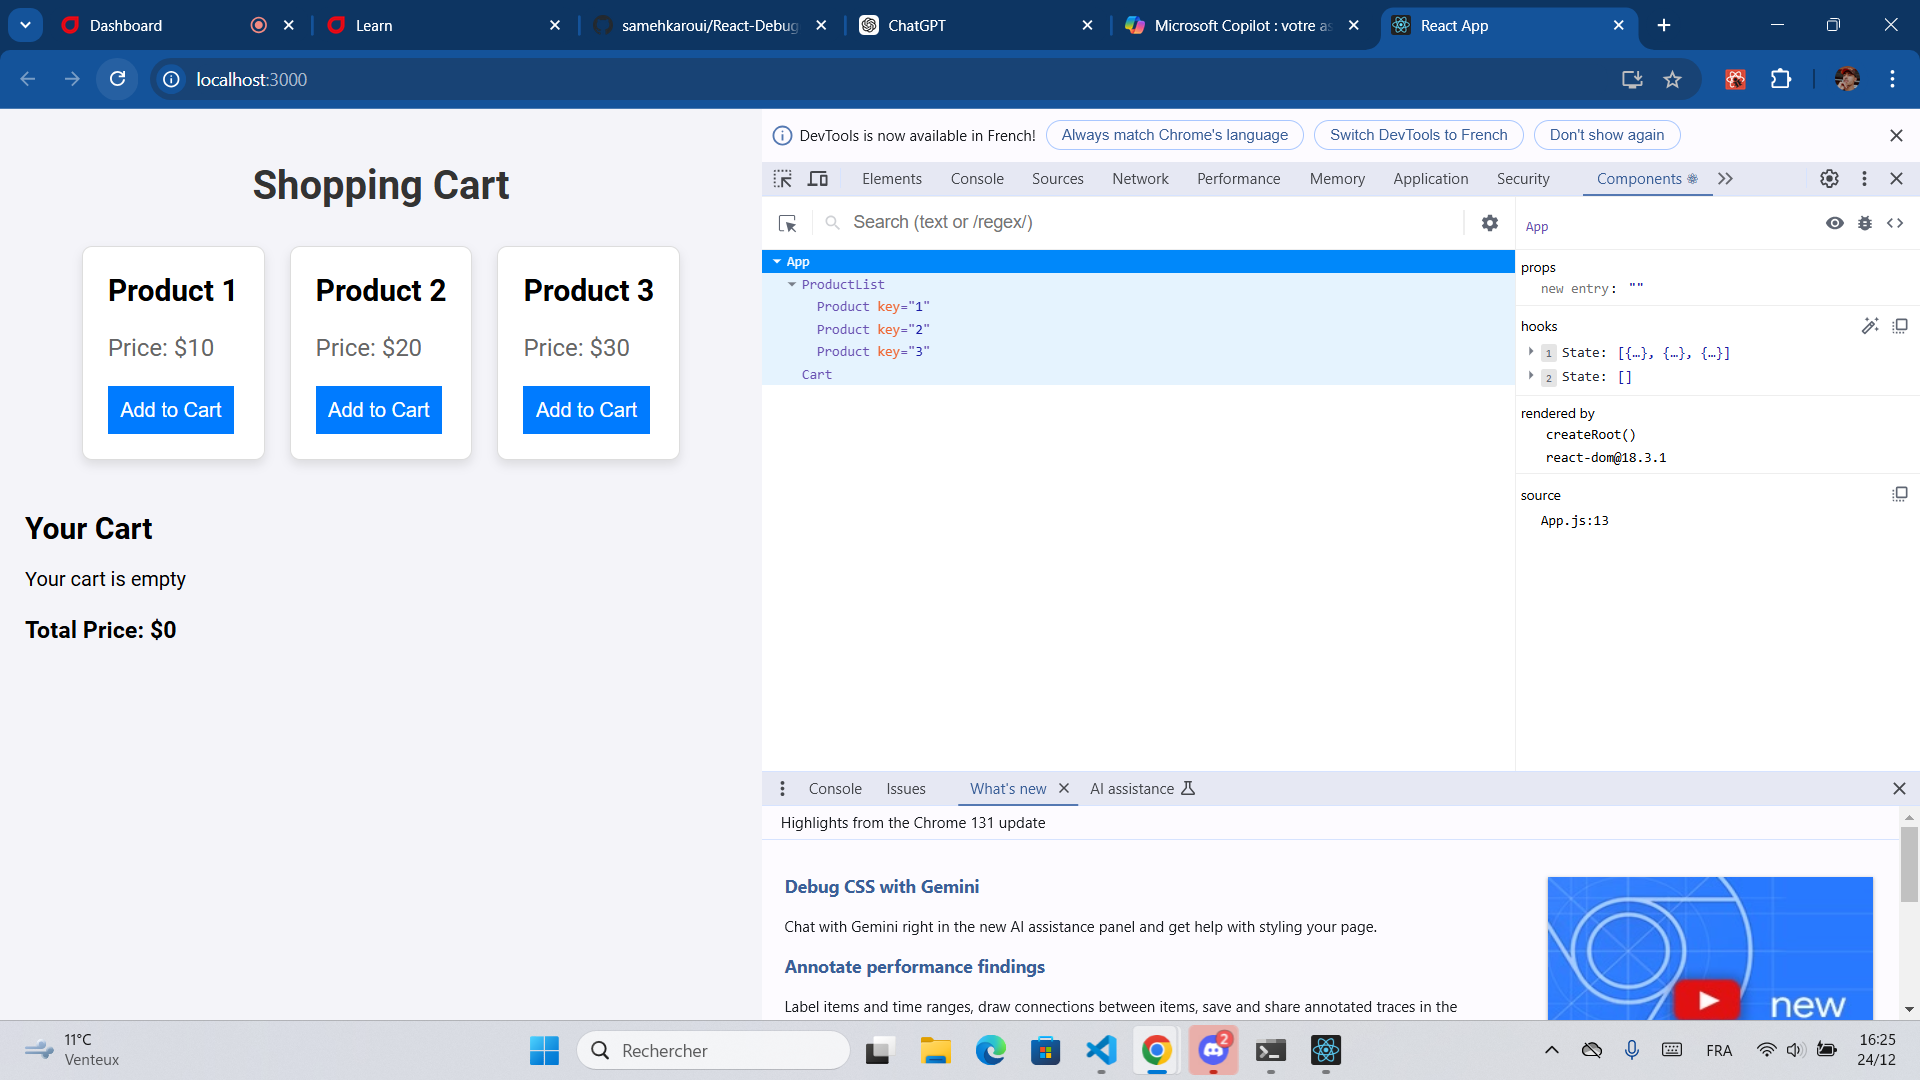 Dashboard
Learn
samehkaroui/React-Debug
ChatGPT
Microsoft Copilot : votre as
React App
localhost:3000
DevTools is now available in French!
Always match Chrome's language
Switch DevTools to French
Don't show again
Elements
Console
Sources
Network
Performance
Memory
Application
Security
Components
Search (text or /regex/)
App
App
ProductList
Product key="1"
Product key="2"
Product key="3"
Cart
props
new entry: ""
hooks
1 State: [{…}, {…}, {…}]
2 State: []
rendered by
createRoot()
react-dom@18.3.1
source
App.js:13
Shopping Cart
Product 1
Price: $10
Add to Cart
Product 2
Price: $20
Add to Cart
Product 3
Price: $30
Add to Cart
Your Cart
Your cart is empty
Total Price: $0
Console
Issues
What's new
AI assistance
Highlights from the Chrome 131 update
Debug CSS with Gemini
Chat with Gemini right in the new AI assistance panel and get help with styling your page.
Annotate performance findings
Label items and time ranges, draw connections between items, save and share annotated traces in the
new
11°C
Venteux
Rechercher
2
FRA
16:25
24/12